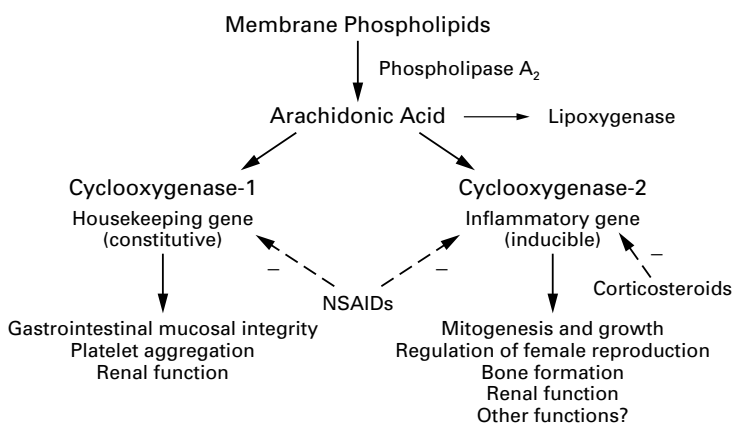 Membrane Phospholipids
Phospholipase A₂
Arachidonic Acid
Lipoxygenase
Cyclooxygenase-1
Housekeeping gene
(constitutive)
Cyclooxygenase-2
Inflammatory gene
(inducible)
–
–
–
NSAIDs
Corticosteroids
Gastrointestinal mucosal integrity
Platelet aggregation
Renal function
Mitogenesis and growth
Regulation of female reproduction
Bone formation
Renal function
Other functions?